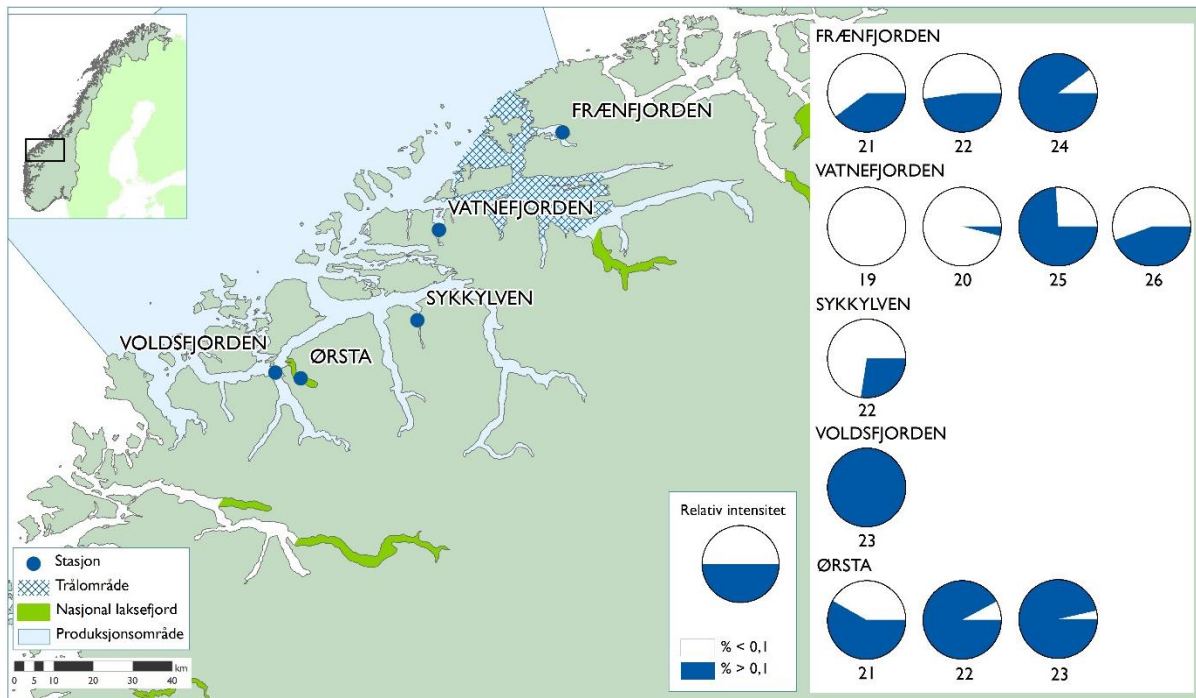 FRÆNFJORDEN
VATNEFJORDEN
SYKKYLVEN
VOLDSFJORDEN
ØRSTA
Stasjon
Trålområde
Nasjonal laksefjord
Produksjonsområde
0 5 10 20 30 40 km
Relativ intensitet
% < 0,1
% > 0,1
FRÆNFJORDEN
21 22 24
VATNEFJORDEN
19 20 25 26
SYKKYLVEN
22
VOLDSFJORDEN
23
ØRSTA
21 22 23